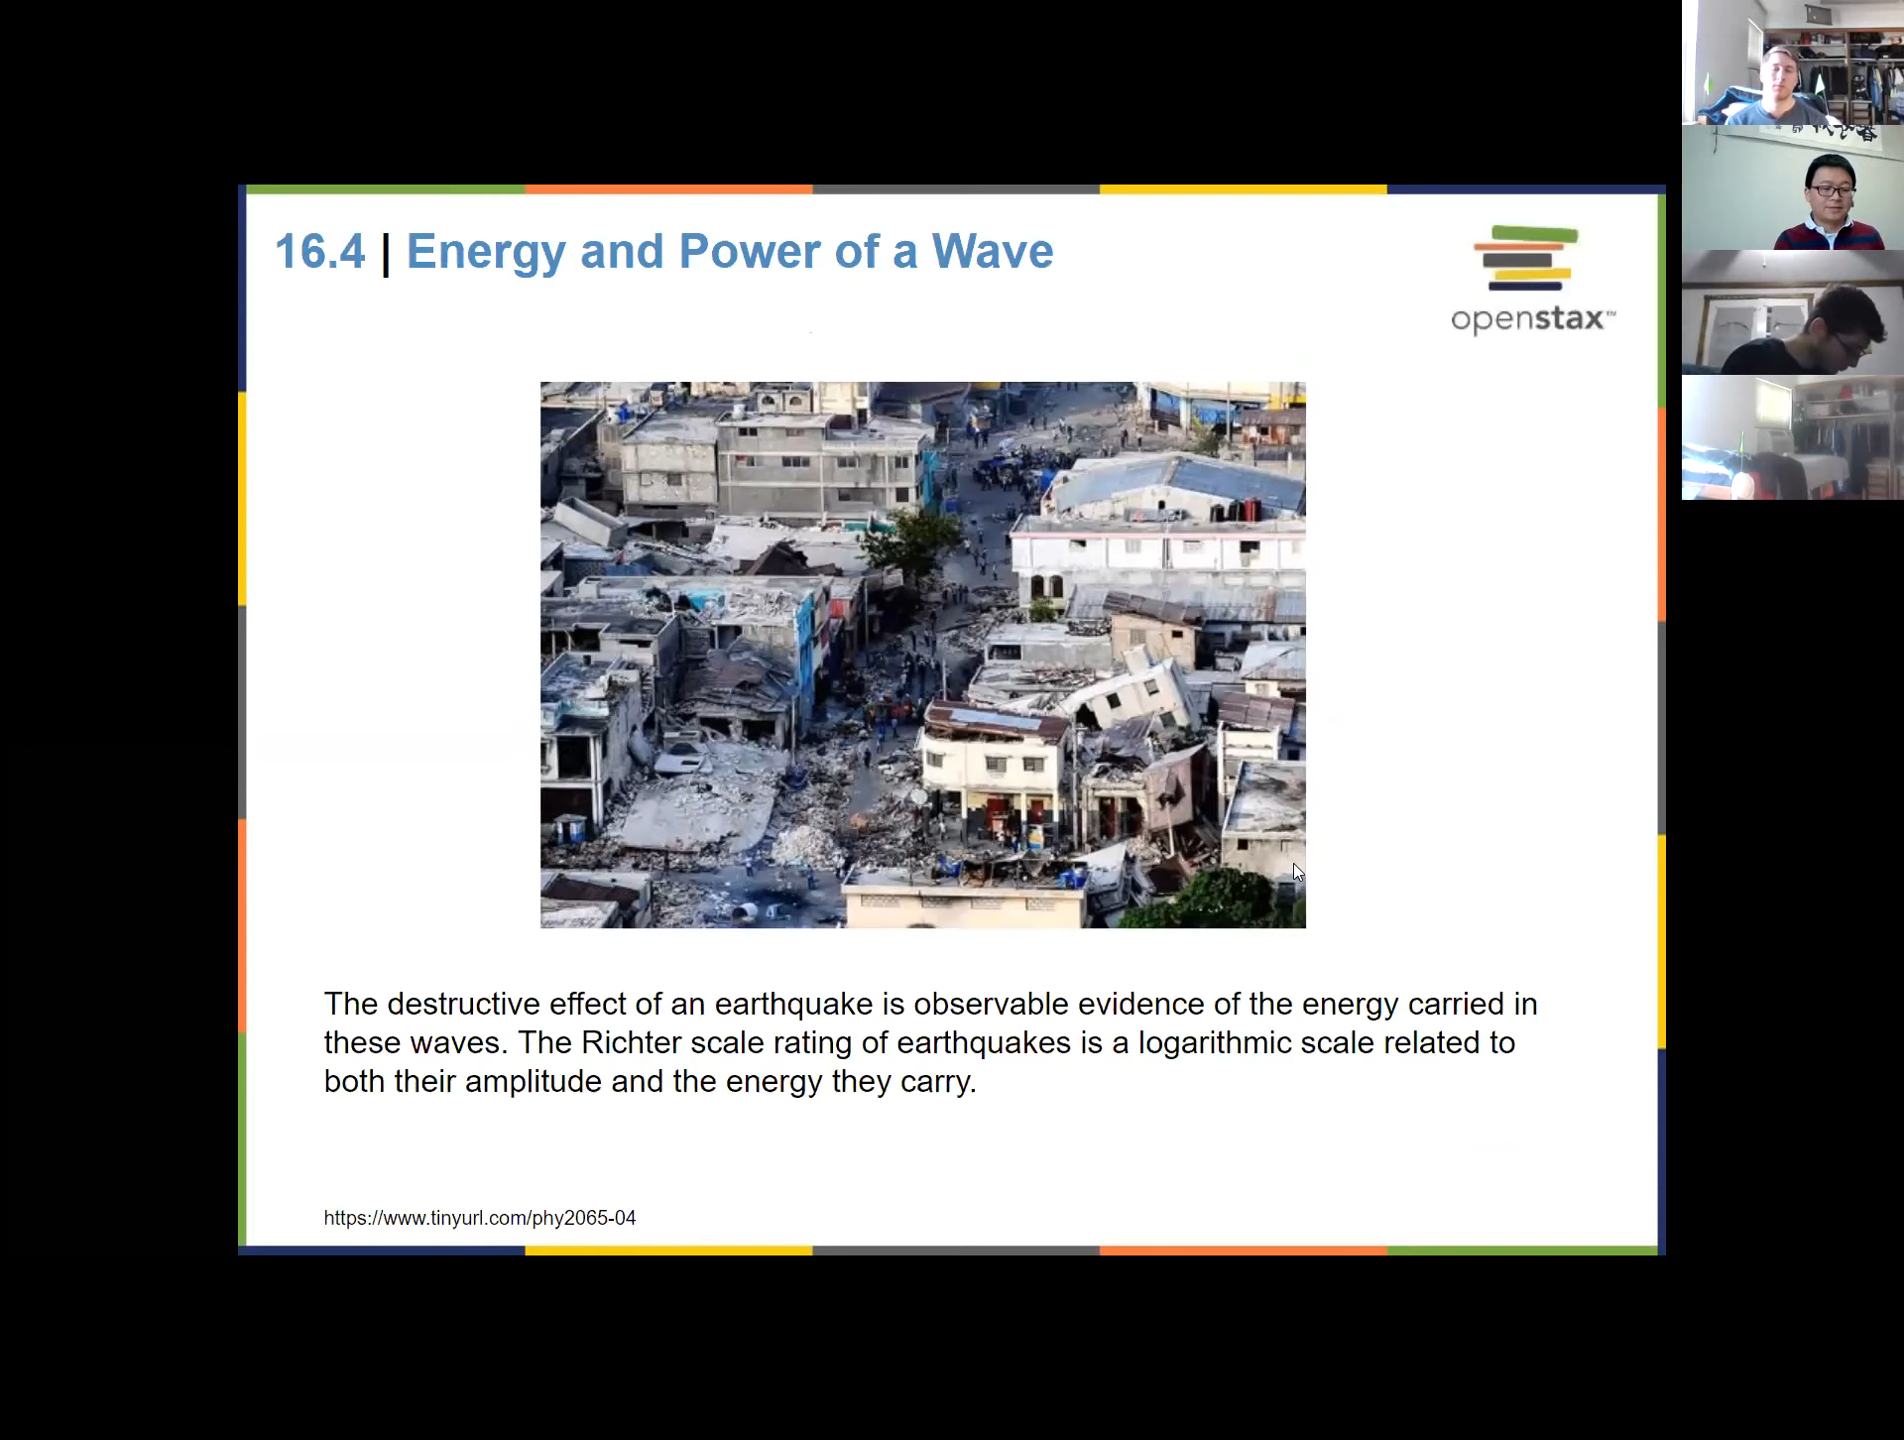 16.4 | Energy and Power of a Wave
openstax™
The destructive effect of an earthquake is observable evidence of the energy carried in
these waves. The Richter scale rating of earthquakes is a logarithmic scale related to
both their amplitude and the energy they carry.
https://www.tinyurl.com/phy2065-04